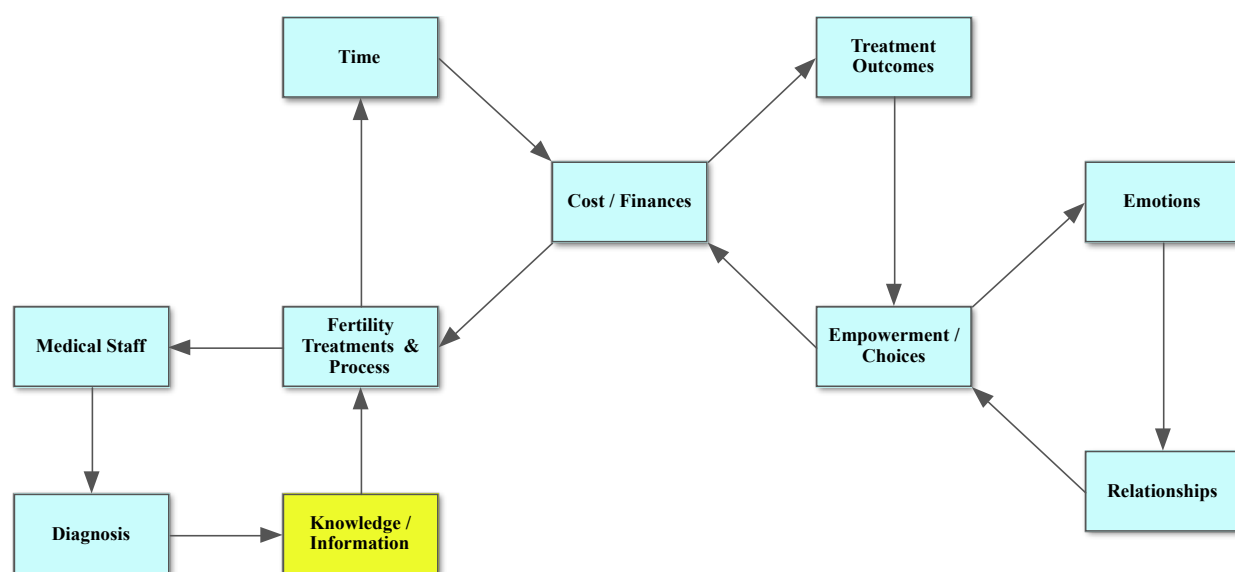 Time
Treatment
Outcomes
Cost / Finances
Emotions
Medical Staff
Fertility
Treatments  &
Process
Empowerment /
Choices
Relationships
Diagnosis
Knowledge /
Information